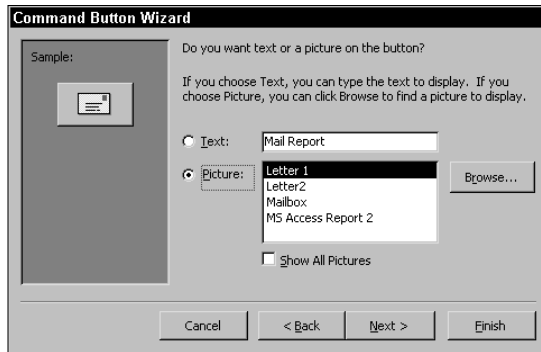 Command Button Wizard
Sample:
Do you want text or a picture on the button?
If you choose Text, you can type the text to display. If you
choose Picture, you can click Browse to find a picture to display.
Text: Mail Report
Picture: Letter 1
Letter2
Mailbox
MS Access Report 2
Browse...
Show All Pictures
Cancel < Back Next > Finish